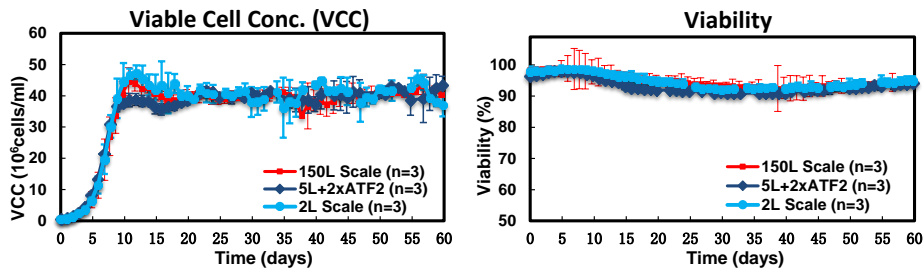 Viable Cell Conc. (VCC)
60
50
40
30
20
10
0
VCC (10⁶cells/ml)
150L Scale (n=3)
5L+2xATF2 (n=3)
2L Scale (n=3)
0 5 10 15 20 25 30 35 40 45 50 55 60
Time (days)
Viability
100
90
80
70
60
50
Viability (%)
150L Scale (n=3)
5L+2xATF2 (n=3)
2L Scale (n=3)
0 5 10 15 20 25 30 35 40 45 50 55 60
Time (days)